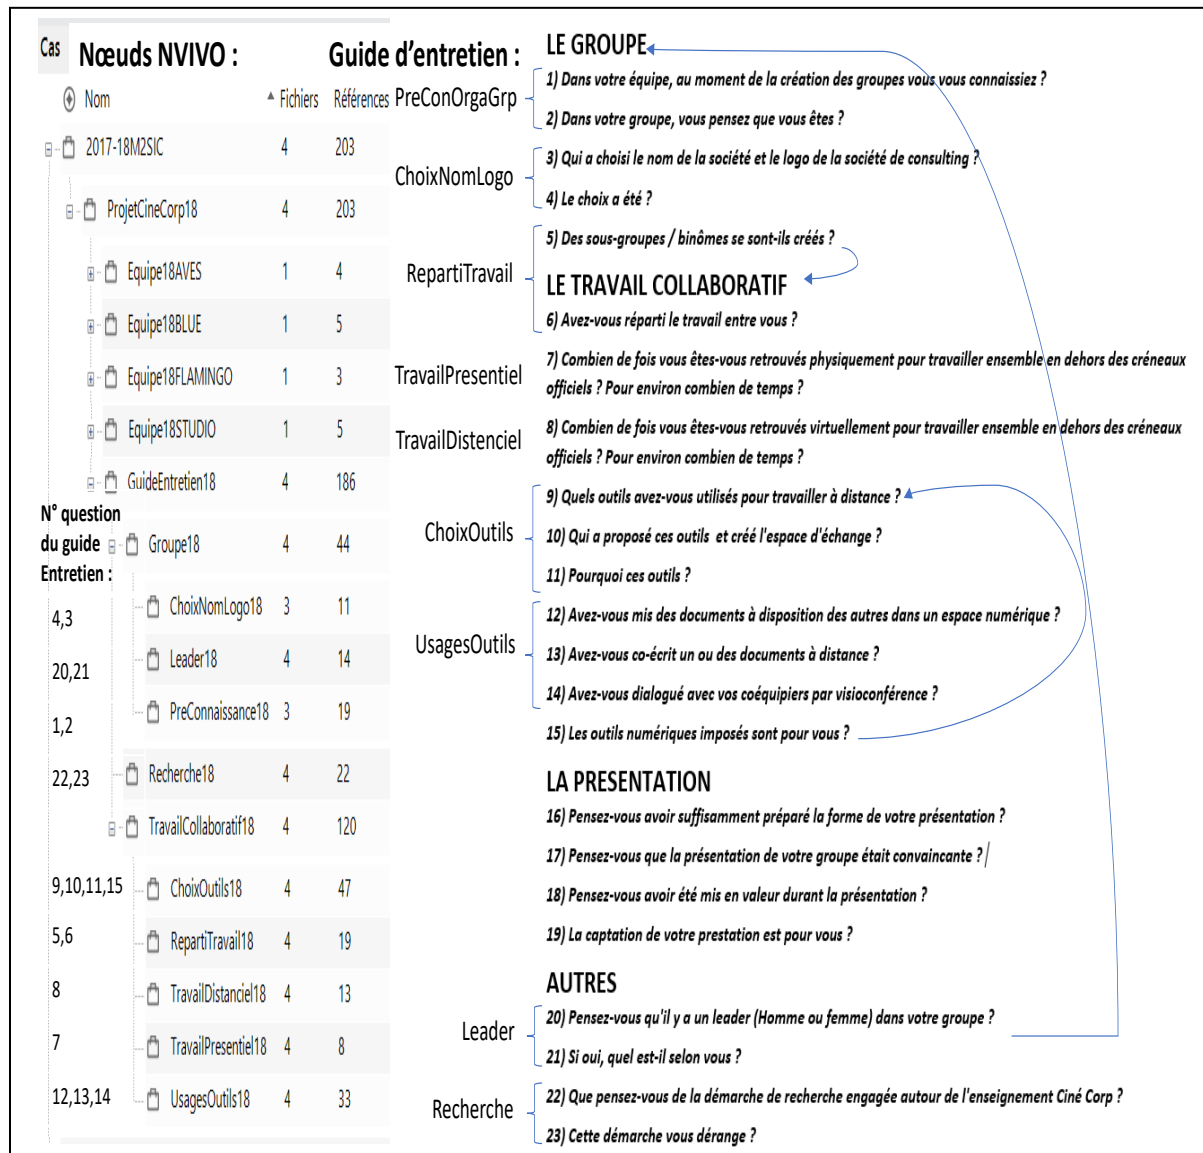 Cas
Nœuds NVIVO :
Nom Fichiers Références
2017-18M2SIC 4 203
ProjetCineCorp18 4 203
Equipe18AVES 1 4
Equipe18BLUE 1 5
Equipe18FLAMINGO 1 3
Equipe18STUDIO 1 5
GuideEntretien18 4 186
N° question
du guide
Entretien :
Groupe18 4 44
4,3 ChoixNomLogo18 3 11
20,21 Leader18 4 14
1,2 PreConnaissance18 3 19
22,23 Recherche18 4 22
TravailCollaboratif18 4 120
9,10,11,15 ChoixOutils18 4 47
5,6 RepartiTravail18 4 19
8 TravailDistanciel18 4 13
7 TravailPresentiel18 4 8
12,13,14 UsagesOutils18 4 33
Guide d'entretien :
LE GROUPE
PreConOrgaGrp
1) Dans votre équipe, au moment de la création des groupes vous vous connaissiez ?
2) Dans votre groupe, vous pensez que vous êtes ?
ChoixNomLogo
3) Qui a choisi le nom de la société et le logo de la société de consulting ?
4) Le choix a été ?
RepartiTravail
5) Des sous-groupes / binômes se sont-ils créés ?
LE TRAVAIL COLLABORATIF
6) Avez-vous réparti le travail entre vous ?
TravailPresentiel
7) Combien de fois vous êtes-vous retrouvés physiquement pour travailler ensemble en dehors des créneaux
officiels ? Pour environ combien de temps ?
TravailDistenciel
8) Combien de fois vous êtes-vous retrouvés virtuellement pour travailler ensemble en dehors des créneaux
officiels ? Pour environ combien de temps ?
ChoixOutils
9) Quels outils avez-vous utilisés pour travailler à distance ?
10) Qui a proposé ces outils et créé l'espace d'échange ?
11) Pourquoi ces outils ?
UsagesOutils
12) Avez-vous mis des documents à disposition des autres dans un espace numérique ?
13) Avez-vous co-écrit un ou des documents à distance ?
14) Avez-vous dialogué avec vos coéquipiers par visioconférence ?
15) Les outils numériques imposés sont pour vous ?
LA PRESENTATION
16) Pensez-vous avoir suffisamment préparé la forme de votre présentation ?
17) Pensez-vous que la présentation de votre groupe était convaincante ?
18) Pensez-vous avoir été mis en valeur durant la présentation ?
19) La captation de votre prestation est pour vous ?
AUTRES
Leader
20) Pensez-vous qu'il y a un leader (Homme ou femme) dans votre groupe ?
21) Si oui, quel est-il selon vous ?
Recherche
22) Que pensez-vous de la démarche de recherche engagée autour de l'enseignement Ciné Corp ?
23) Cette démarche vous dérange ?